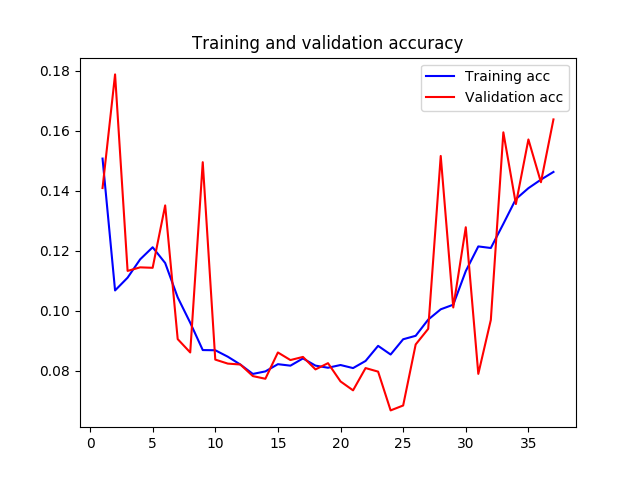 Training and validation accuracy
Training acc
Validation acc
0.18
0.16
0.14
0.12
0.10
0.08
0 5 10 15 20 25 30 35